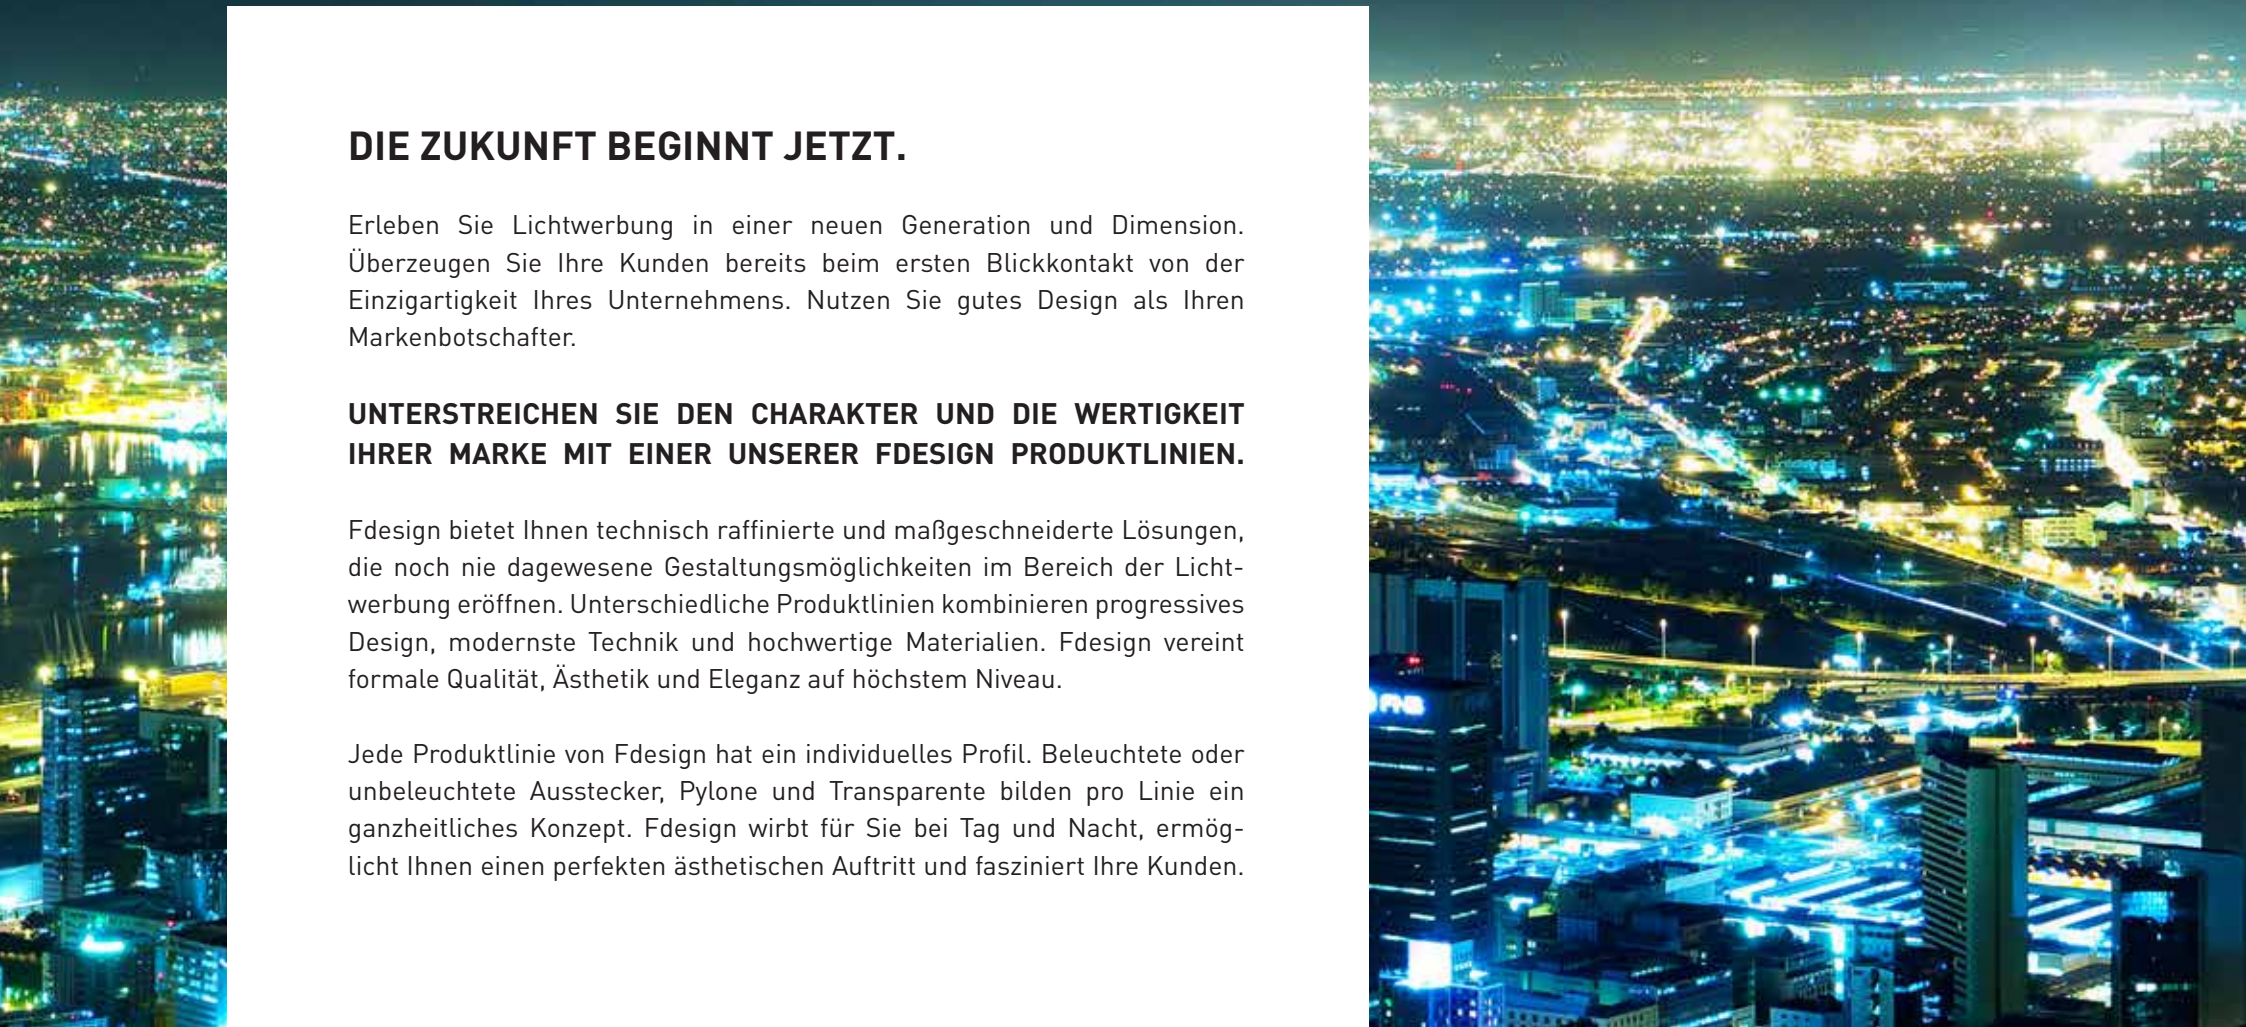 DIE ZUKUNFT BEGINNT JETZT.
Erleben Sie Lichtwerbung in einer neuen Generation und Dimension.
Überzeugen Sie Ihre Kunden bereits beim ersten Blickkontakt von der
Einzigartigkeit Ihres Unternehmens. Nutzen Sie gutes Design als Ihren
Markenbotschafter.
UNTERSTREICHEN SIE DEN CHARAKTER UND DIE WERTIGKEIT
IHRER MARKE MIT EINER UNSERER FDESIGN PRODUKTLINIEN.
Fdesign bietet Ihnen technisch raffinierte und maßgeschneiderte Lösungen,
die noch nie dagewesene Gestaltungsmöglichkeiten im Bereich der Licht-
werbung eröffnen. Unterschiedliche Produktlinien kombinieren progressives
Design, modernste Technik und hochwertige Materialien. Fdesign vereint
formale Qualität, Ästhetik und Eleganz auf höchstem Niveau.
Jede Produktlinie von Fdesign hat ein individuelles Profil. Beleuchtete oder
unbeleuchtete Ausstecker, Pylone und Transparente bilden pro Linie ein
ganzheitliches Konzept. Fdesign wirbt für Sie bei Tag und Nacht, ermög-
licht Ihnen einen perfekten ästhetischen Auftritt und fasziniert Ihre Kunden.
FNB